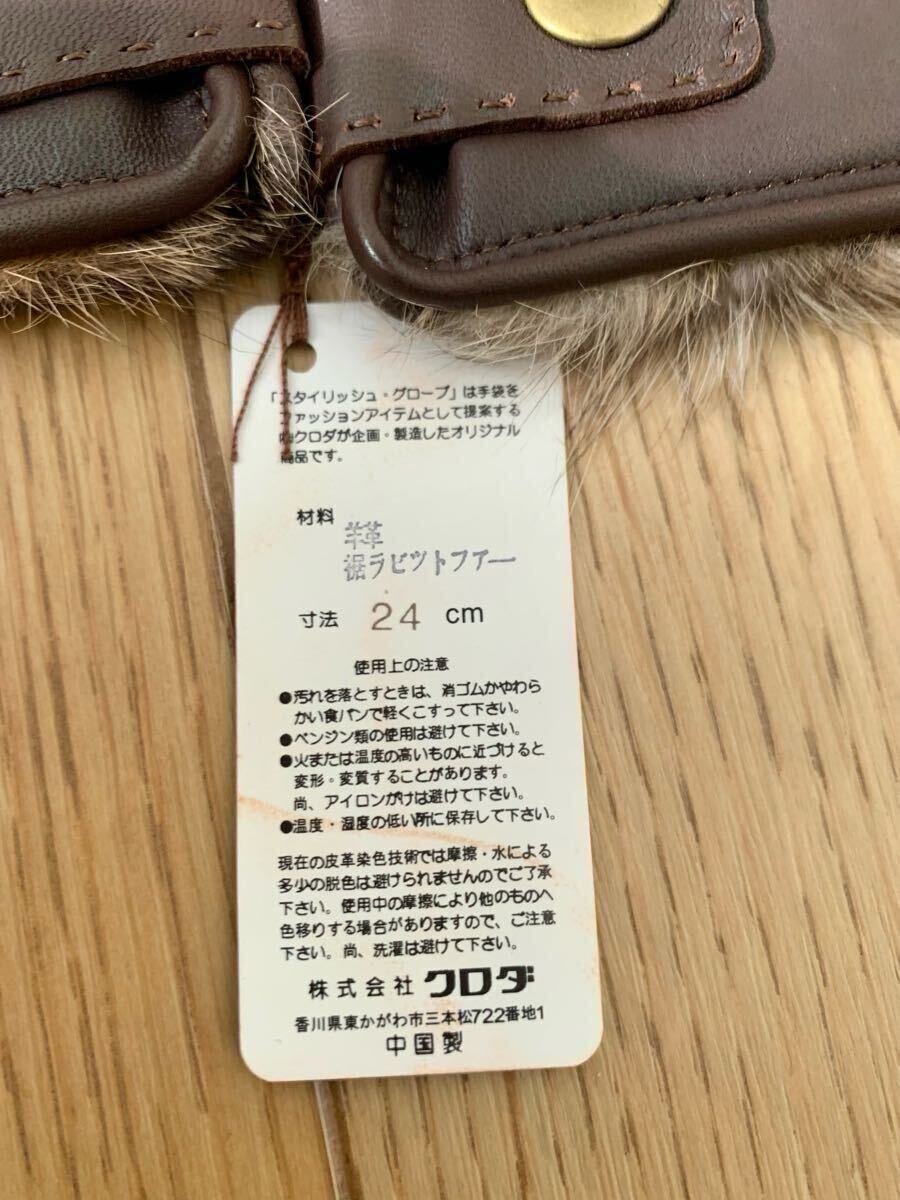 「スタイリッシュ・グローブ」は手袋を
ファッションアイテムとして提案する
㈱クロダが企画・製造したオリジナル
商品です。
材料
羊革
裾ラビツトファー
寸法 24 cm
使用上の注意
●汚れを落とすときは、消ゴムかやわら
かい食パンで軽くこすって下さい。
●ベンジン類の使用は避けて下さい。
●火または温度の高いものに近づけると
変形・変質することがあります。
尚、アイロンがけは避けて下さい。
●温度・湿度の低い所に保存して下さい。
現在の皮革染色技術では摩擦・水による
多少の脱色は避けられませんのでご了承
下さい。使用中の摩擦により他のものへ
色移りする場合がありますので、ご注意
下さい。尚、洗濯は避けて下さい。
株式会社 クロダ
香川県東かがわ市三本松722番地1
中国製